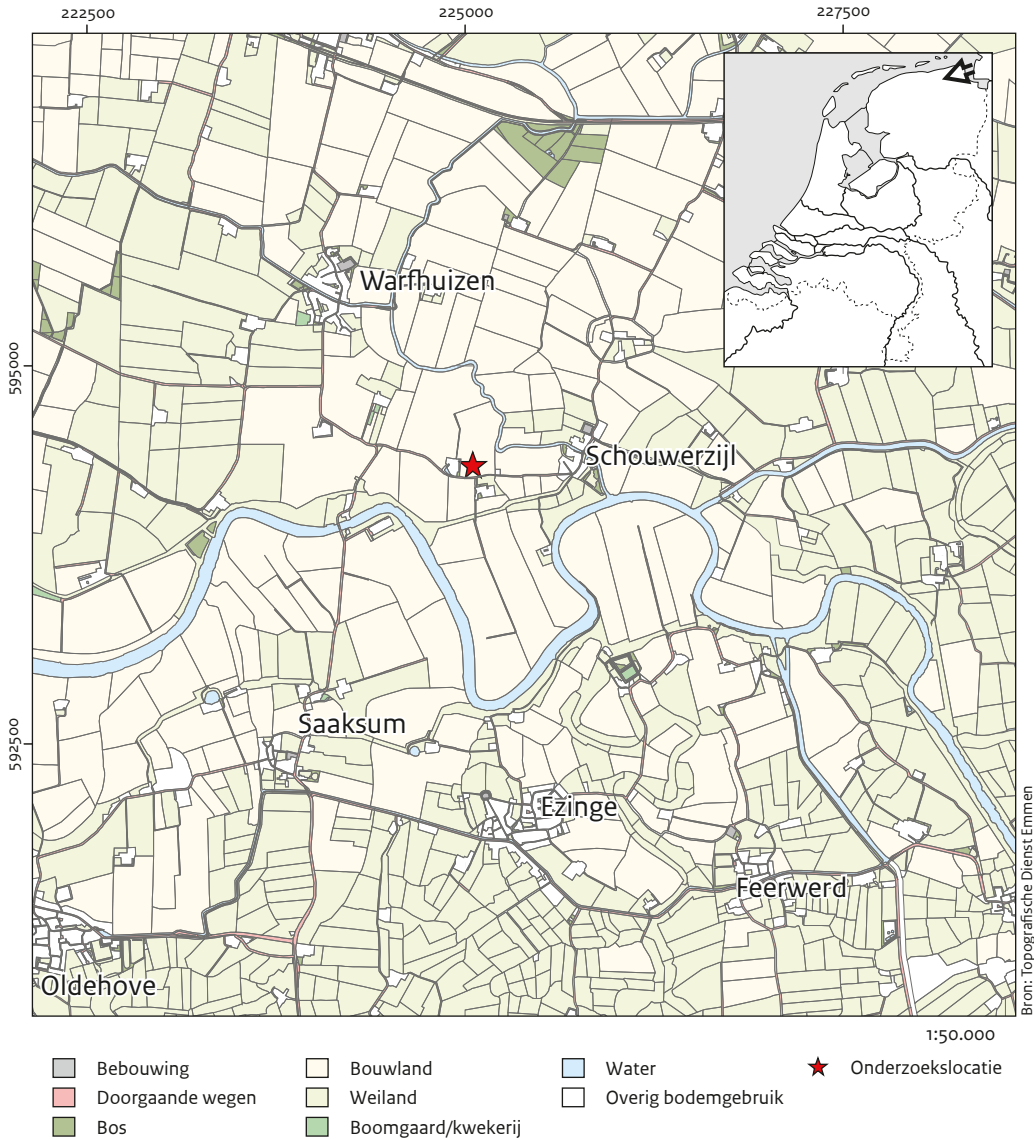 222500 225000 227500
Warfhuizen
595000
Schouwerzijl
Saaksum
592500
Ezinge
Feerwerd
Oldehove
Bron: Topografische Dienst Emmen
1:50.000
Bebouwing Bouwland Water Onderzoekslocatie
Doorgaande wegen Weiland Overig bodemgebruik
Bos Boomgaard/kwekerij